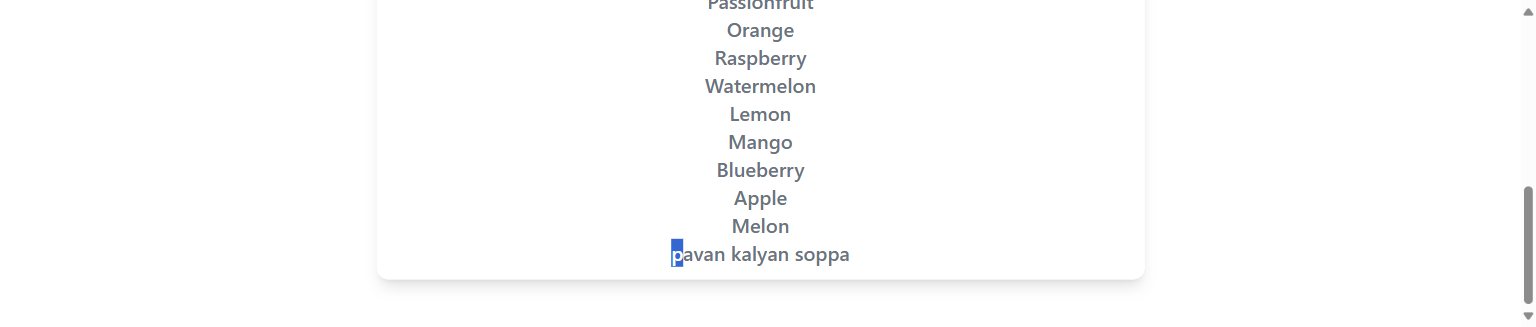 Passionfruit
Orange
Raspberry
Watermelon
Lemon
Mango
Blueberry
Apple
Melon
pavan kalyan soppa